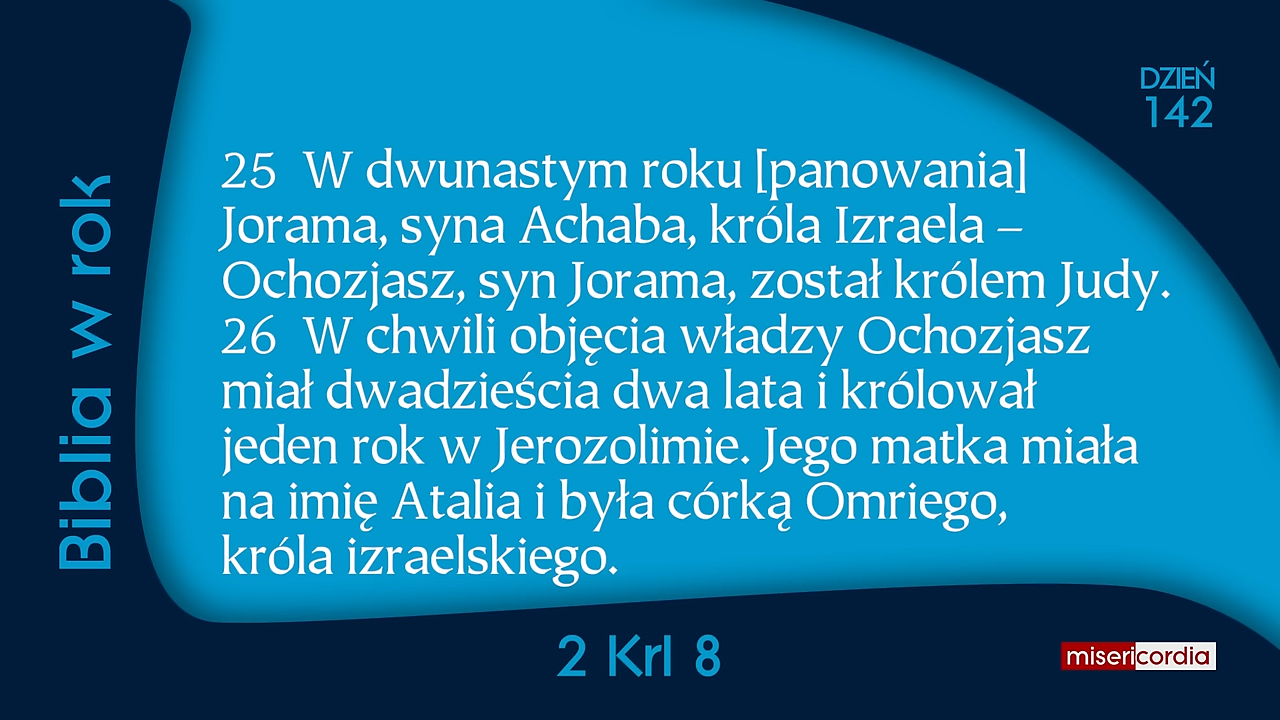 DZIEŃ
142
Biblia w rok
25 W dwunastym roku [panowania]
Jorama, syna Achaba, króla Izraela –
Ochozjasz, syn Jorama, został królem Judy.
26 W chwili objęcia władzy Ochozjasz
miał dwadzieścia dwa lata i królował
jeden rok w Jerozolimie. Jego matka miała
na imię Atalia i była córką Omriego,
króla izraelskiego.
2 Krl 8
misericordia